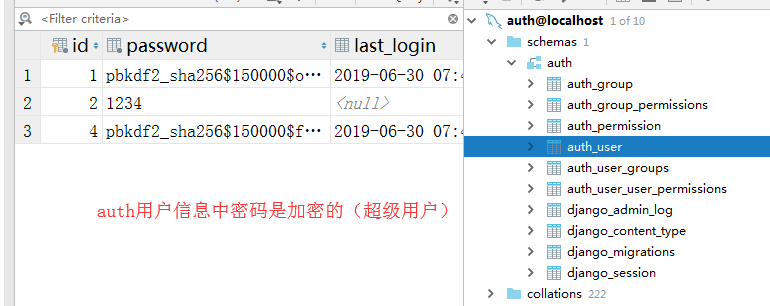 <Filter criteria>
id password last_login
1 1 pbkdf2_sha256$150000$o… 2019-06-30 07:4
2 2 1234 <null>
3 4 pbkdf2_sha256$150000$f… 2019-06-30 07:4
auth用户信息中密码是加密的（超级用户）
auth@localhost 1 of 10
schemas 1
auth
auth_group
auth_group_permissions
auth_permission
auth_user
auth_user_groups
auth_user_user_permissions
django_admin_log
django_content_type
django_migrations
django_session
collations 222